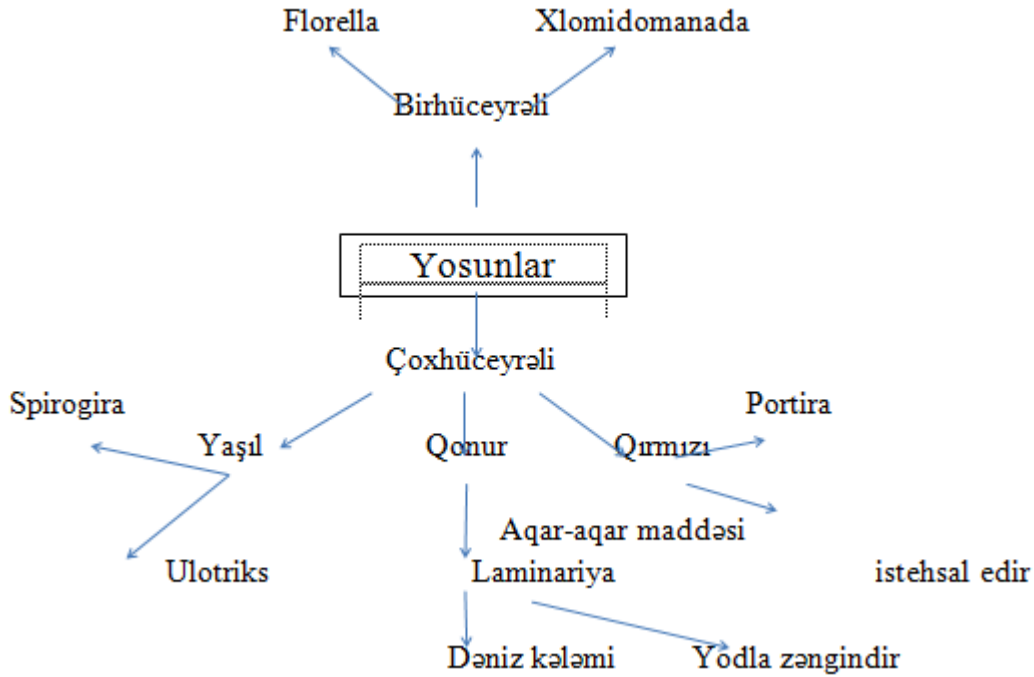 Florella Xlomidomanada
Birhüceyrəli
Yosunlar
Çoxhüceyrəli
Spirogira Portira
Yaşıl Qonur Qırmızı
Aqar-aqar maddəsi
Ulotriks Laminariya istehsal edir
Dəniz kələmi Yodla zəngindir